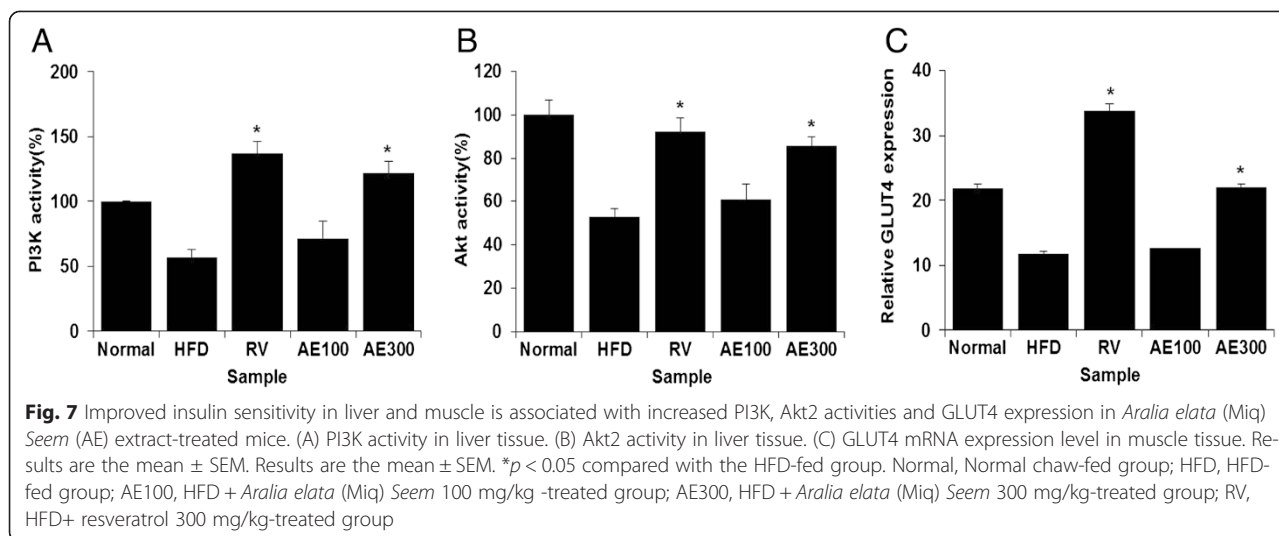 A
B
C
PI3K activity(%)
200
150
100
50
0
*
*
Normal HFD RV AE100 AE300
Sample
Akt activity(%)
120
100
80
60
40
20
0
*
*
Normal HFD RV AE100 AE300
Sample
Relative GLUT4 expression
40
30
20
10
0
*
*
Normal HFD RV AE100 AE300
Sample
Fig. 7 Improved insulin sensitivity in liver and muscle is associated with increased PI3K, Akt2 activities and GLUT4 expression in Aralia elata (Miq)
Seem (AE) extract-treated mice. (A) PI3K activity in liver tissue. (B) Akt2 activity in liver tissue. (C) GLUT4 mRNA expression level in muscle tissue. Re-
sults are the mean ± SEM. Results are the mean ± SEM. *p < 0.05 compared with the HFD-fed group. Normal, Normal chaw-fed group; HFD, HFD-
fed group; AE100, HFD + Aralia elata (Miq) Seem 100 mg/kg -treated group; AE300, HFD + Aralia elata (Miq) Seem 300 mg/kg-treated group; RV,
HFD+ resveratrol 300 mg/kg-treated group